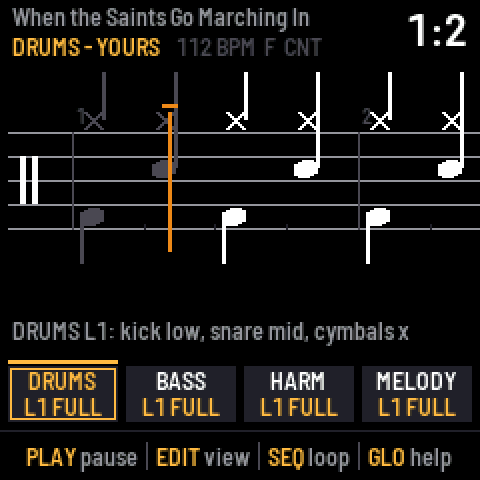 When the Saints Go Marching In
1:2
DRUMS - YOURS 112 BPM F CNT
1 2
DRUMS L1: kick low, snare mid, cymbals x
DRUMS BASS HARM MELODY
L1 FULL L1 FULL L1 FULL L1 FULL
PLAY pause EDIT view SEQ loop GLO help